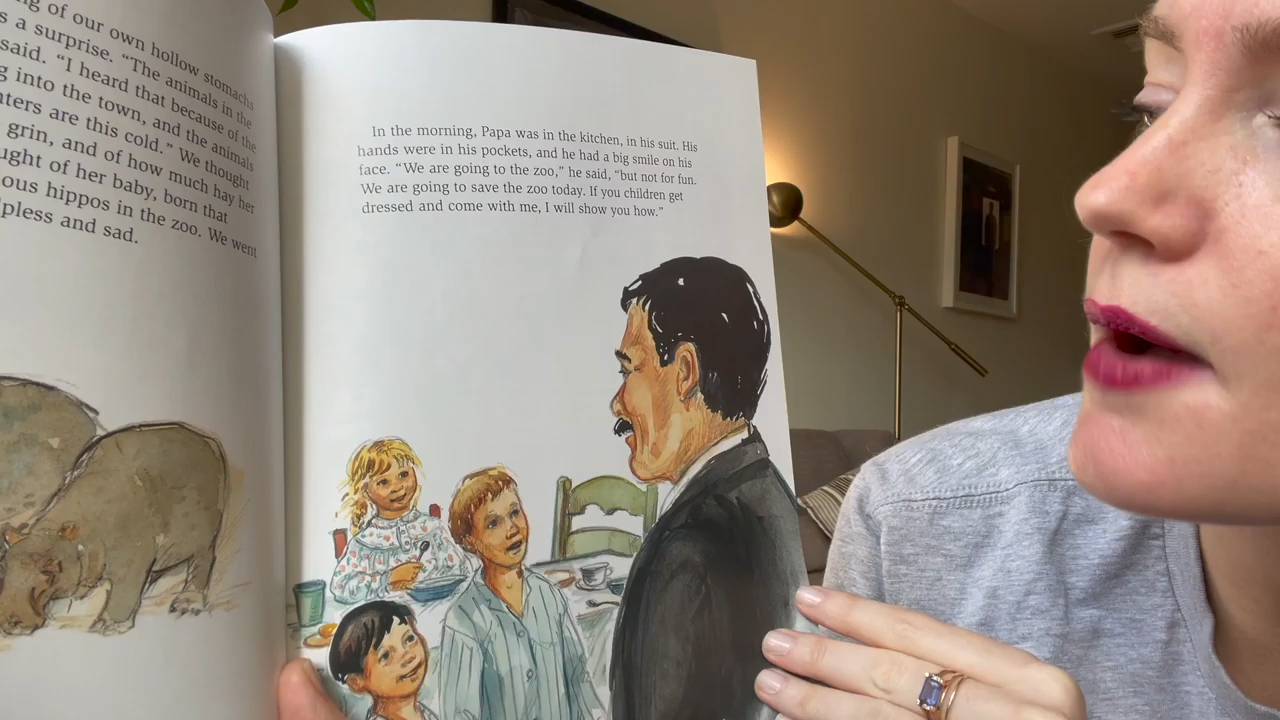 ng of our own hollow stomachs
s a surprise. "The animals in the
said. "I heard that because of the
g into the town, and the animals
nters are this cold." We thought
grin, and of how much hay her
ught of her baby, born that
ous hippos in the zoo. We went
pless and sad.
In the morning, Papa was in the kitchen, in his suit. His
hands were in his pockets, and he had a big smile on his
face. "We are going to the zoo," he said, "but not for fun.
We are going to save the zoo today. If you children get
dressed and come with me, I will show you how."